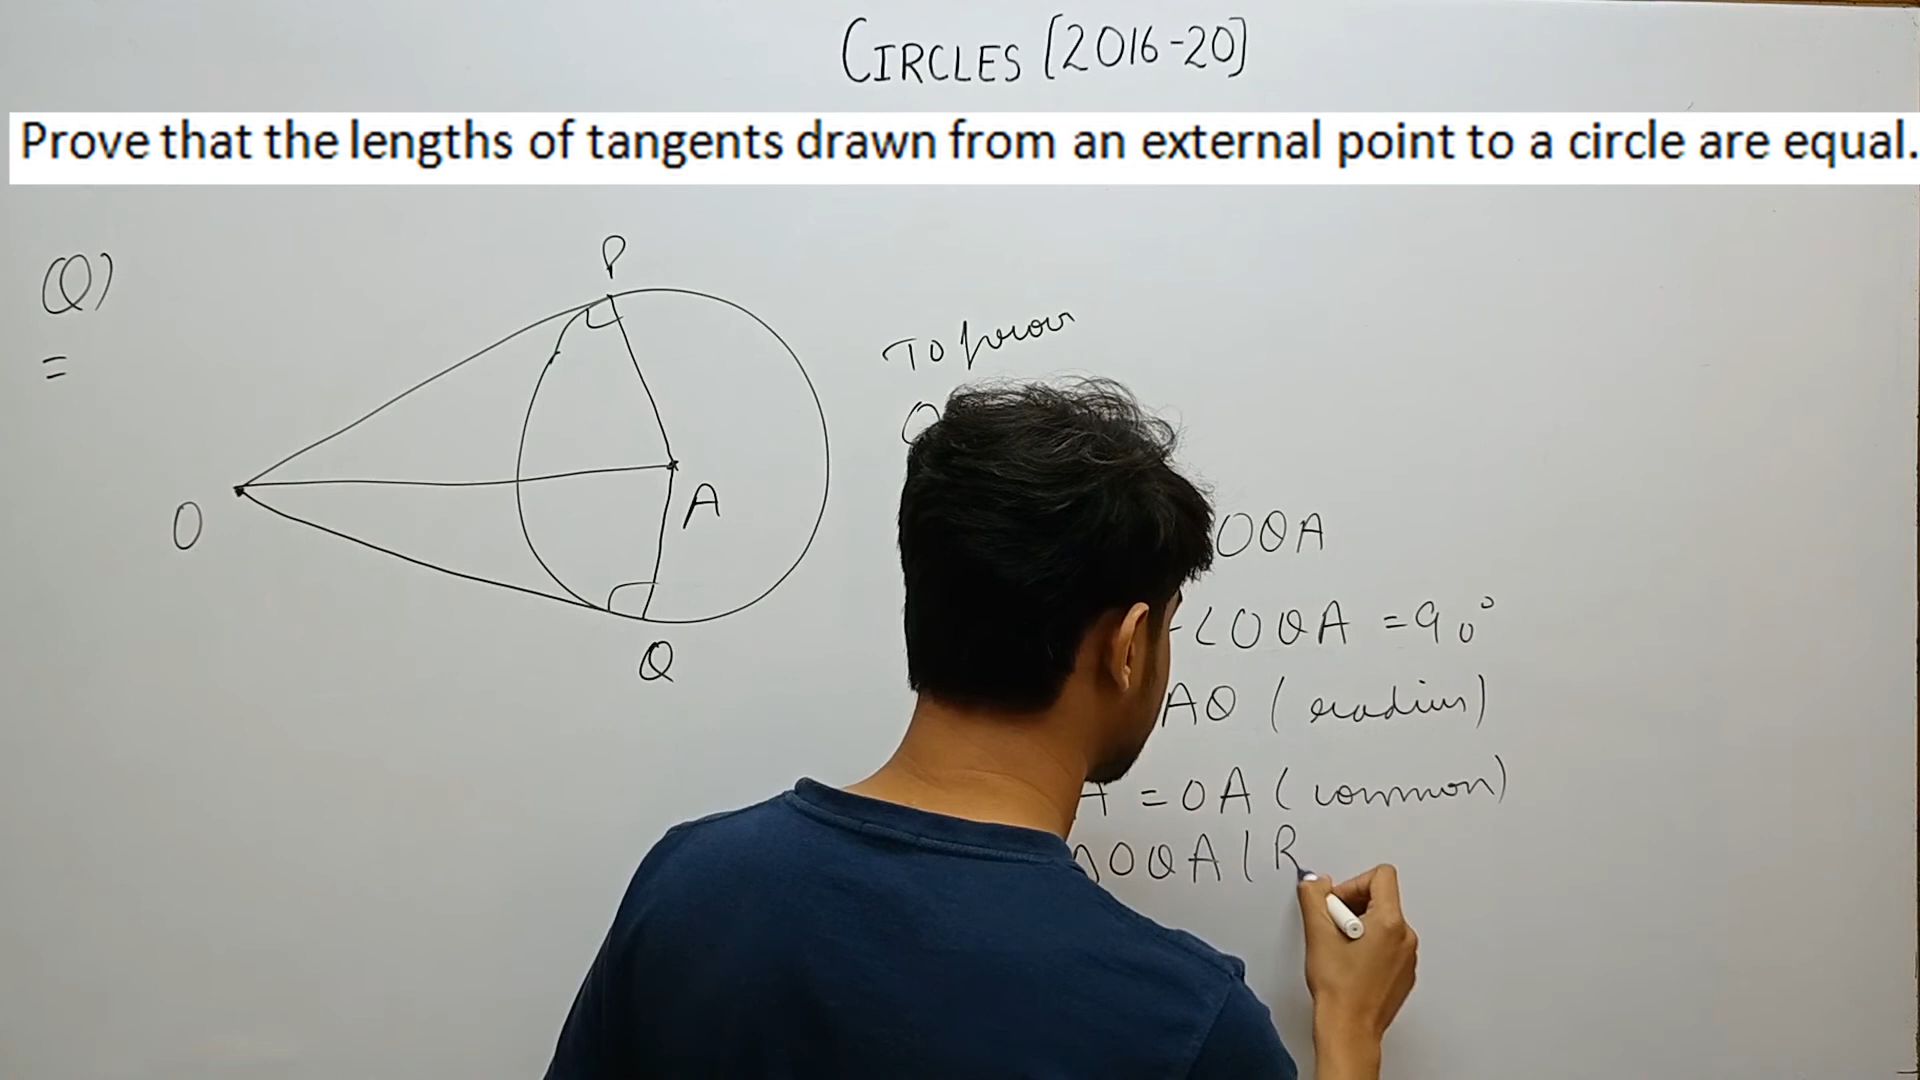 CIRCLES [2016-20]
Prove that the lengths of tangents drawn from an external point to a circle are equal.
Q)
=
P
O
A
Q
To prove
O
OQA
∠OQA = 90°
AQ (radius)
A = OA (common)
OQA (R